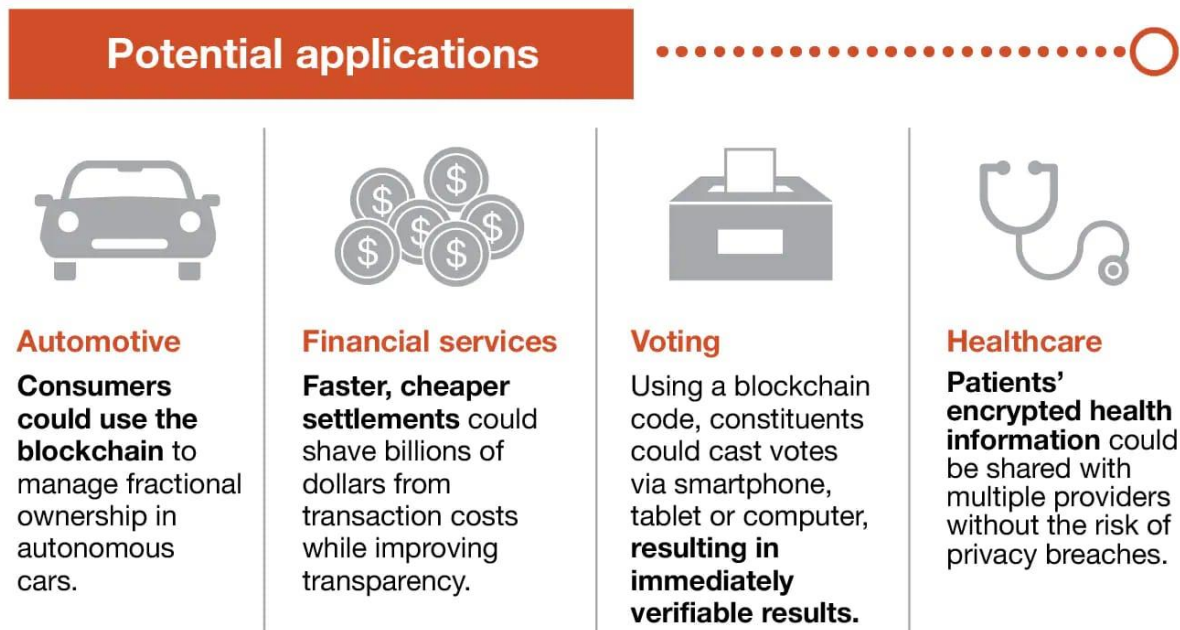 Potential applications
Automotive
Consumers
could use the
blockchain to
manage fractional
ownership in
autonomous
cars.
Financial services
Faster, cheaper
settlements could
shave billions of
dollars from
transaction costs
while improving
transparency.
Voting
Using a blockchain
code, constituents
could cast votes
via smartphone,
tablet or computer,
resulting in
immediately
verifiable results.
Healthcare
Patients’
encrypted health
information could
be shared with
multiple providers
without the risk of
privacy breaches.
$
$
$
$
$
$